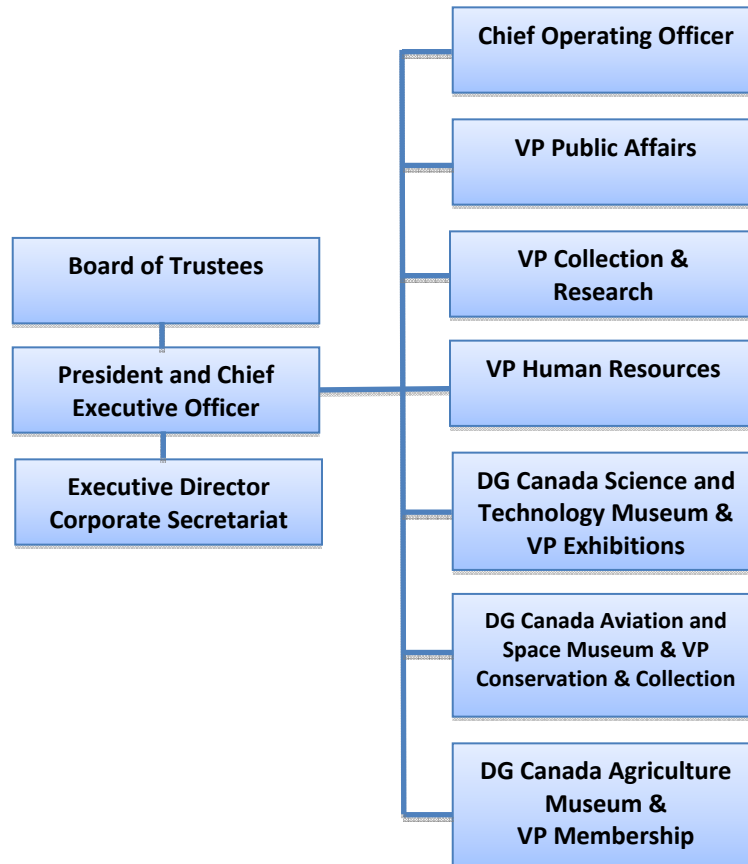 Board of Trustees
President and Chief
Executive Officer
Executive Director
Corporate Secretariat
Chief Operating Officer
VP Public Affairs
VP Collection &
Research
VP Human Resources
DG Canada Science and
Technology Museum &
VP Exhibitions
DG Canada Aviation and
Space Museum & VP
Conservation & Collection
DG Canada Agriculture
Museum &
VP Membership